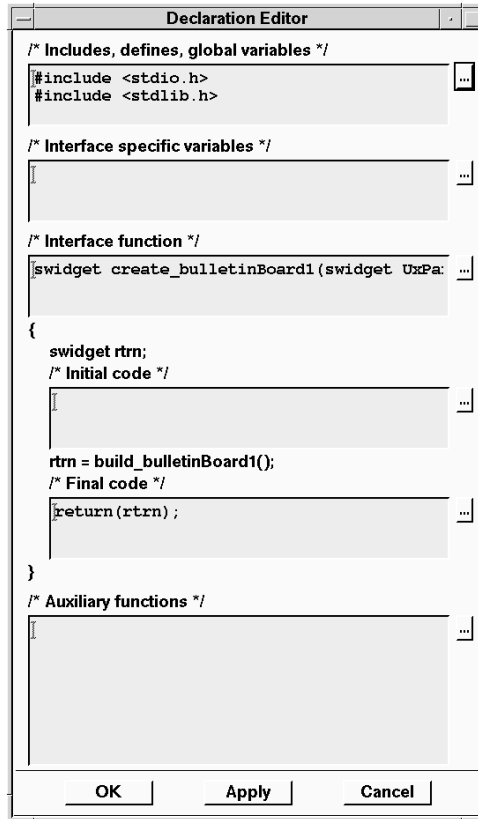 Declaration Editor
/* Includes, defines, global variables */
#include <stdio.h>
#include <stdlib.h>
...
/* Interface specific variables */
...
/* Interface function */
swidget create_bulletinBoard1(swidget UxPa
...
{
swidget rtrn;
/* Initial code */
...
rtrn = build_bulletinBoard1();
/* Final code */
return(rtrn);
...
}
/* Auxiliary functions */
...
OK Apply Cancel